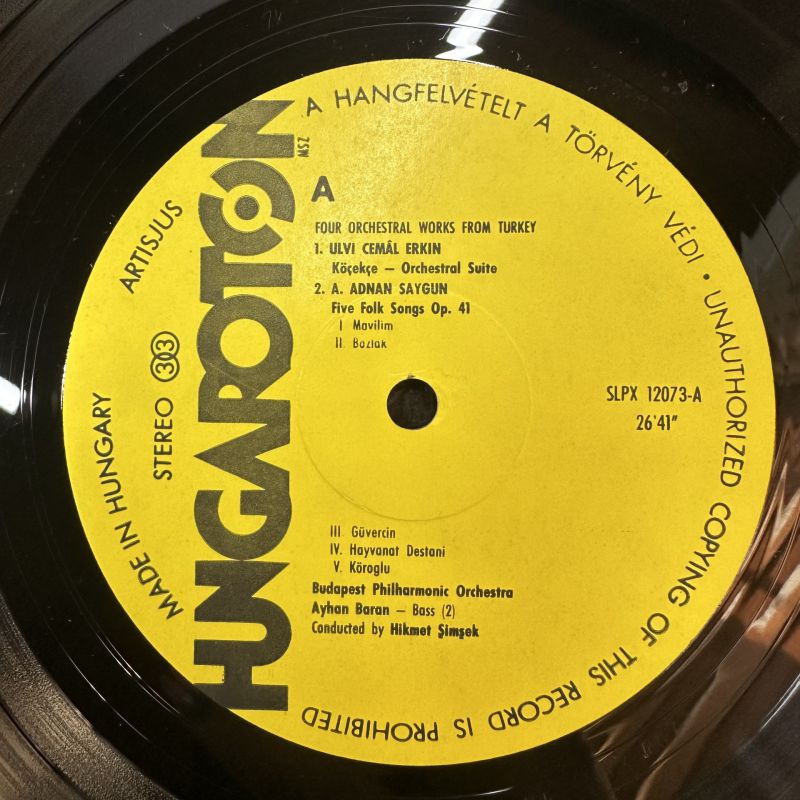 A HANGFELVÉTELT A TÖRVÉNY VÉDI • UNAUTHORIZED COPYING OF THIS RECORD IS PROHIBITED
MADE IN HUNGARY
STEREO 33
ARTISJUS
HUNGAROTON
MSZ
A
FOUR ORCHESTRAL WORKS FROM TURKEY
1. ULVI CEMÂL ERKIN
Köçekçe – Orchestral Suite
2. A. ADNAN SAYGUN
Five Folk Songs Op. 41
I Mavilim
II. Bozlak
SLPX 12073-A
26'41"
III. Güvercin
IV. Hayvanat Destani
V. Köroglu
Budapest Philharmonic Orchestra
Ayhan Baran – Bass (2)
Conducted by Hikmet Şimşek